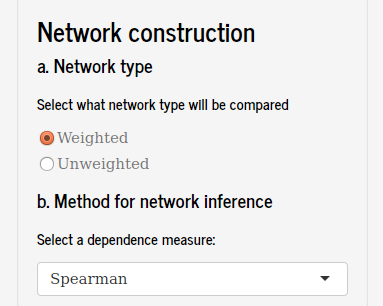 Network construction
a. Network type
Select what network type will be compared
Weighted
Unweighted
b. Method for network inference
Select a dependence measure:
Spearman